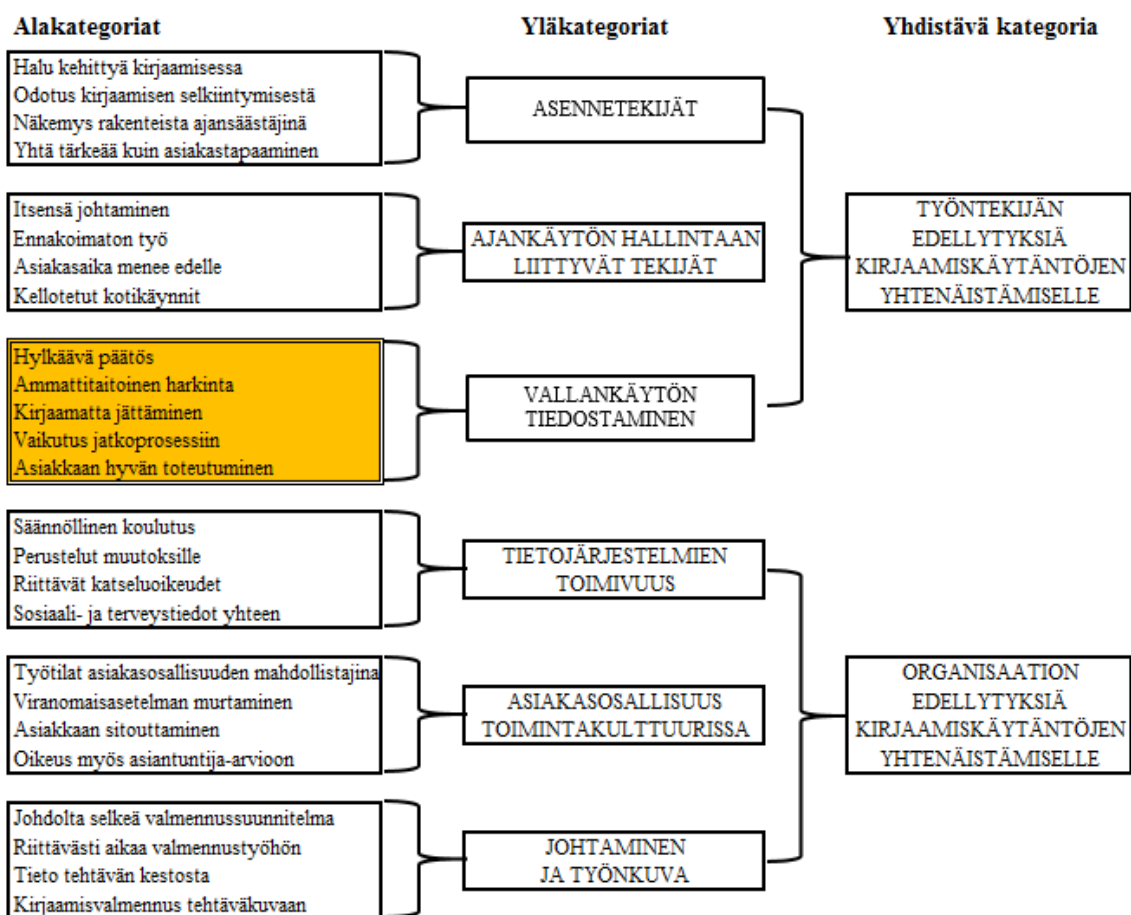 Alakategoriat
Yläkategoriat
Yhdistävä kategoria
Halu kehittyä kirjaamisessa
Odotus kirjaamisen selkiintymisestä
Näkemys rakenteista ajansäästäjinä
Yhtä tärkeää kuin asiakastapaaminen
ASENNETEKIJÄT
Itsensä johtaminen
Ennakoimaton työ
Asiakasaika menee edelle
Kellotetut kotikäynnit
AJANKÄYTÖN HALLINTAAN
LIITTYVÄT TEKIJÄT
TYÖNTEKIJÄN
EDELLYTYKSIÄ
KIRJAAMISKÄYTÄNTÖJEN
YHTENÄISTÄMISELLE
Hylkäävä päätös
Ammattitaitoinen harkinta
Kirjaamatta jättäminen
Vaikutus jatkoprosessiin
Asiakkaan hyvän toteutuminen
VALLANKÄYTÖN
TIEDOSTAMINEN
Säännöllinen koulutus
Perustelut muutoksille
Riittävät katseluoikeudet
Sosiaali- ja terveystiedot yhteen
TIETOJÄRJESTELMIEN
TOIMIVUUS
Työtilat asiakasosallisuuden mahdollistajina
Viranomaisasetelman murtaminen
Asiakkaan sitouttaminen
Oikeus myös asiantuntija-arvioon
ASIAKASOSALLISUUS
TOIMINTAKULTTUURISSA
ORGANISAATION
EDELLYTYKSIÄ
KIRJAAMISKÄYTÄNTÖJEN
YHTENÄISTÄMISELLE
Johdolta selkeä valmennussuunnitelma
Riittävästi aikaa valmennustyöhön
Tieto tehtävän kestosta
Kirjaamisvalmennus tehtäväkuvaan
JOHTAMINEN
JA TYÖNKUVA